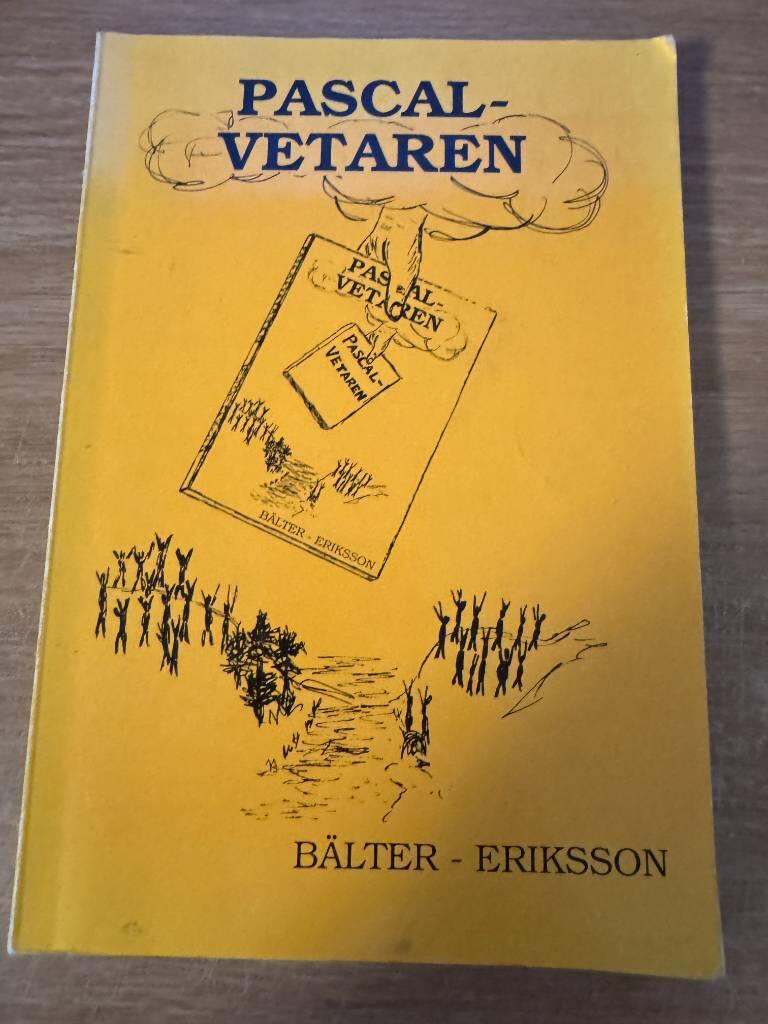 PASCAL-
VETAREN
PASCAL-
VETAREN
PASCAL-
VETAREN
BÄLTER - ERIKSSON
BÄLTER - ERIKSSON